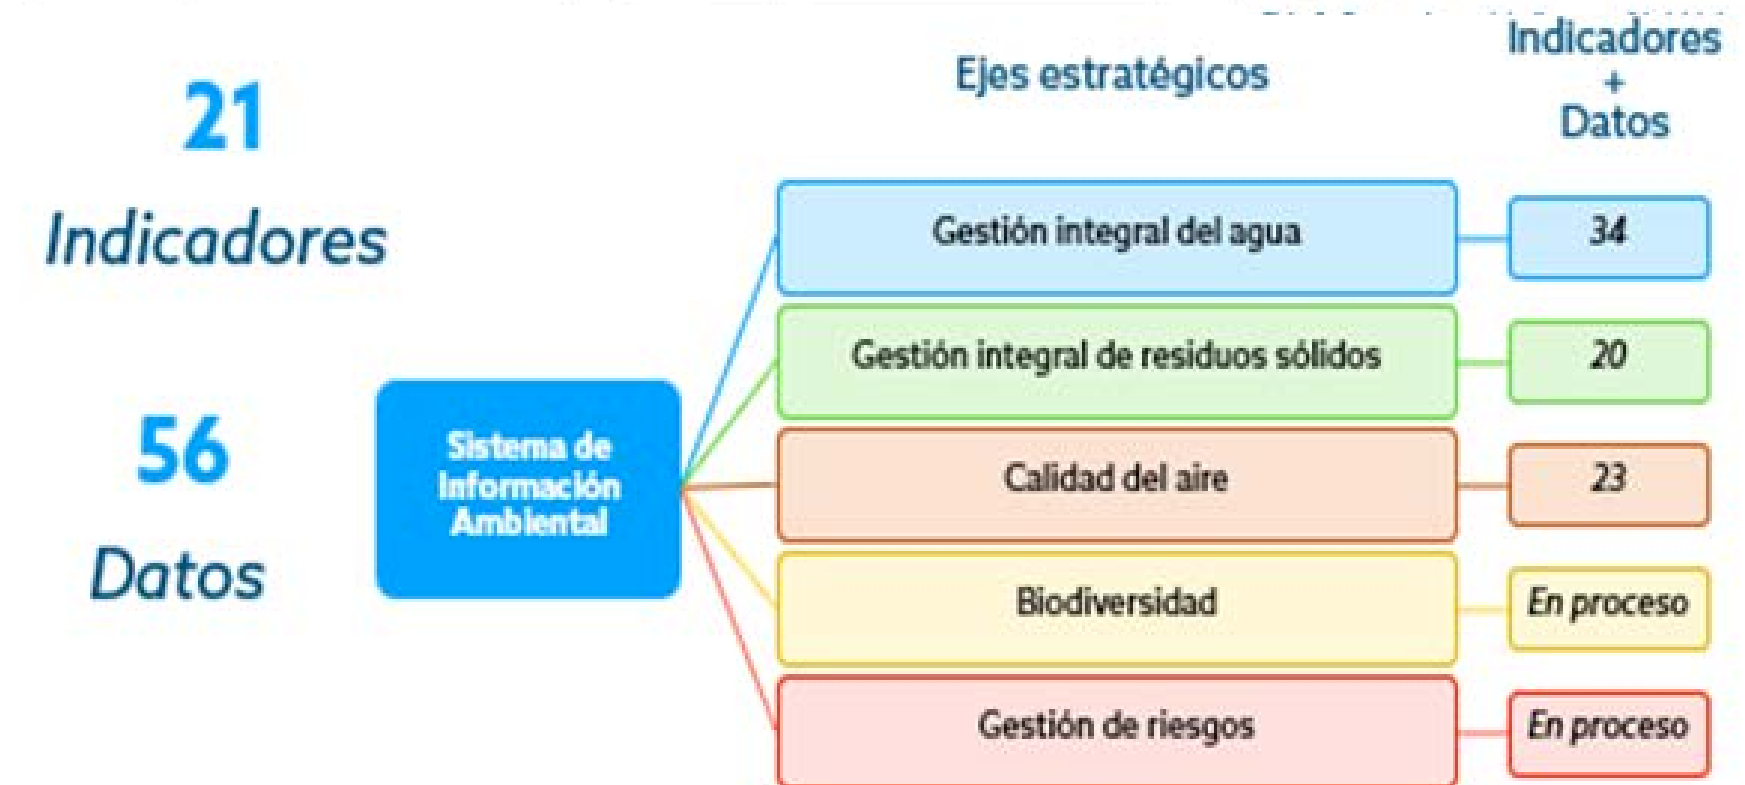 21
Indicadores
56
Datos
Sistema de
Información
Ambiental
Ejes estratégicos
Indicadores
+
Datos
Gestión integral del agua
34
Gestión integral de residuos sólidos
20
Calidad del aire
23
Biodiversidad
En proceso
Gestión de riesgos
En proceso